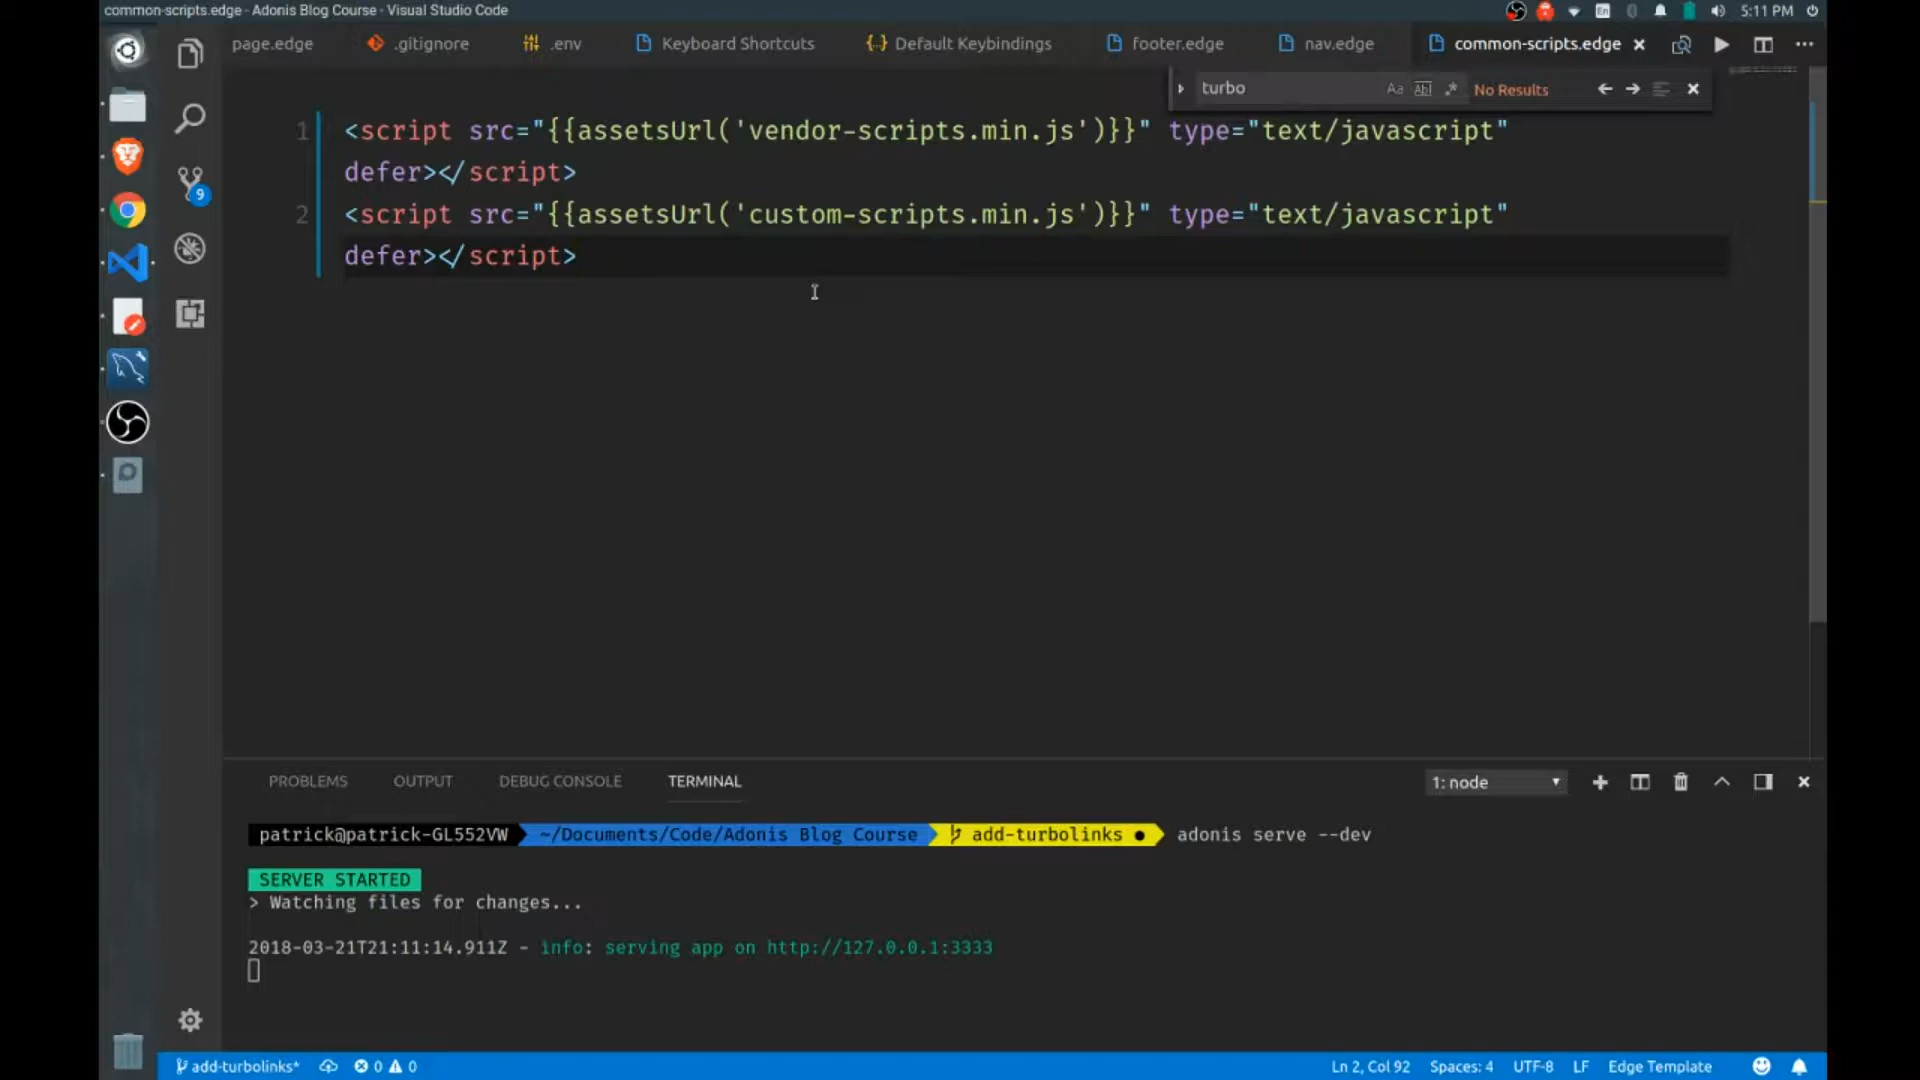 common-scripts.edge - Adonis Blog Course - Visual Studio Code
En
5:11 PM
page.edge
.gitignore
.env
Keyboard Shortcuts
Default Keybindings
footer.edge
nav.edge
common-scripts.edge
turbo
Aa
Abl
.*
No Results
9
1 <script src="{{assetsUrl('vendor-scripts.min.js')}}" type="text/javascript"
defer></script>
2 <script src="{{assetsUrl('custom-scripts.min.js')}}" type="text/javascript"
defer></script>
PROBLEMS
OUTPUT
DEBUG CONSOLE
TERMINAL
1: node
patrick@patrick-GL552VW ~/Documents/Code/Adonis Blog Course add-turbolinks ● adonis serve --dev
SERVER STARTED
> Watching files for changes...
2018-03-21T21:11:14.911Z - info: serving app on http://127.0.0.1:3333
add-turbolinks*
0
0
Ln 2, Col 92
Spaces: 4
UTF-8
LF
Edge Template